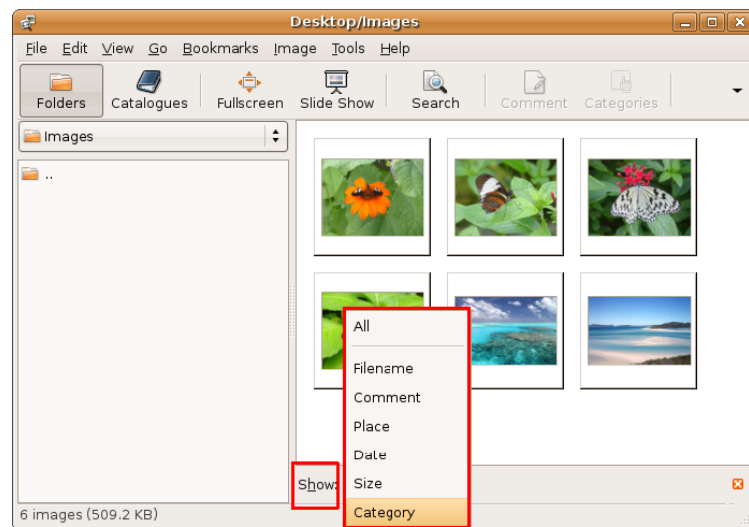 Desktop/Images
File Edit View Go Bookmarks Image Tools Help
Folders Catalogues Fullscreen Slide Show Search Comment Categories
Images
..
All
Filename
Comment
Place
Date
Size
Category
Show:
6 images (509.2 KB)